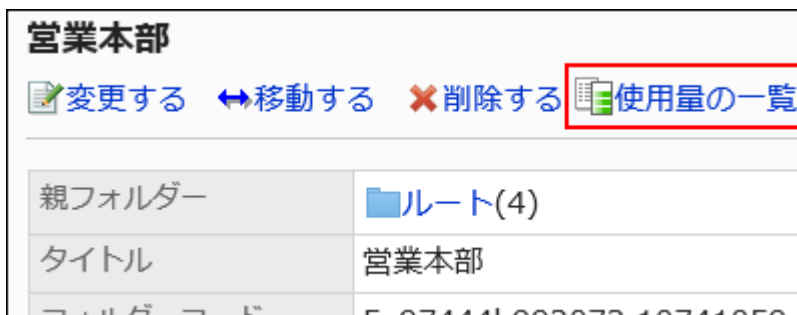 営業本部
変更する 移動する 削除する 使用量の一覧
親フォルダー ルート(4)
タイトル 営業本部